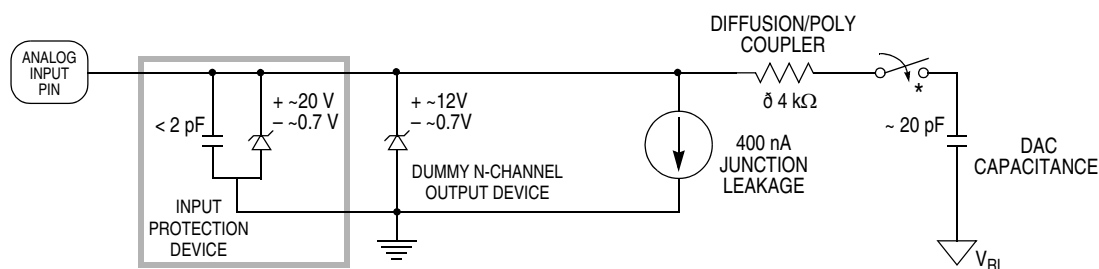 ANALOG
INPUT
PIN
< 2 pF
+ ~20 V
– ~0.7 V
INPUT
PROTECTION
DEVICE
+ ~12V
– ~0.7V
DUMMY N-CHANNEL
OUTPUT DEVICE
400 nA
JUNCTION
LEAKAGE
DIFFUSION/POLY
COUPLER
ð 4 kΩ
*
~ 20 pF
DAC
CAPACITANCE
VRL